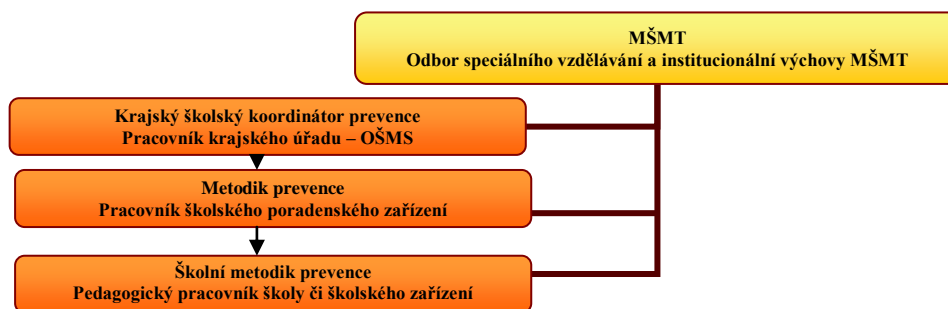 MŠMT
Odbor speciálního vzdělávání a institucionální výchovy MŠMT
Krajský školský koordinátor prevence
Pracovník krajského úřadu – OŠMS
Metodik prevence
Pracovník školského poradenského zařízení
Školní metodik prevence
Pedagogický pracovník školy či školského zařízení